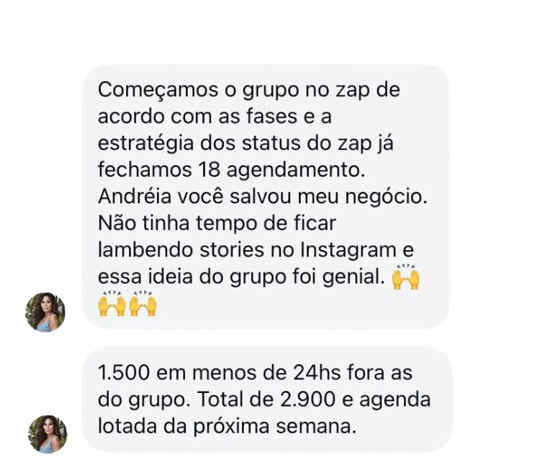 Começamos o grupo no zap de
acordo com as fases e a
estratégia dos status do zap já
fechamos 18 agendamento.
Andréia você salvou meu negócio.
Não tinha tempo de ficar
lambendo stories no Instagram e
essa ideia do grupo foi genial. 🙌
🙌🙌
1.500 em menos de 24hs fora as
do grupo. Total de 2.900 e agenda
lotada da próxima semana.